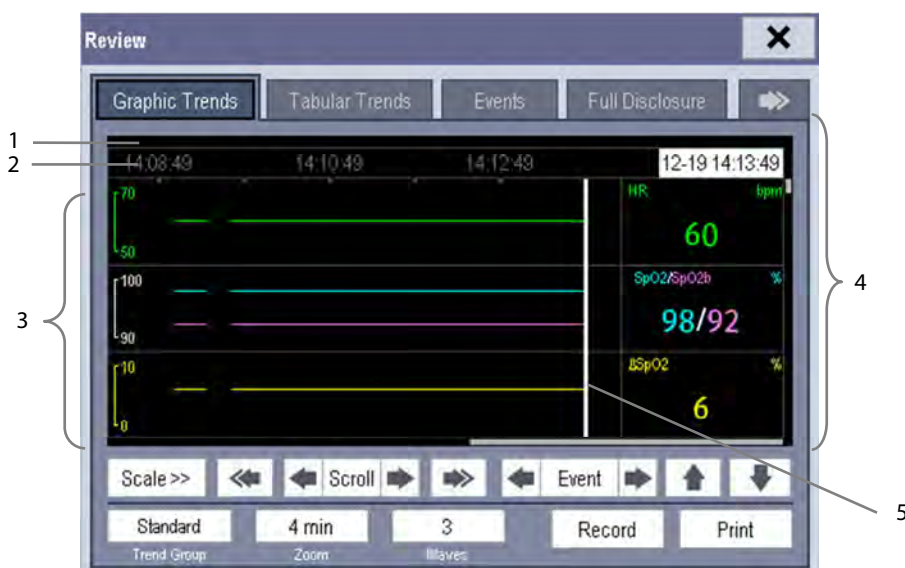 Review
Graphic Trends Tabular Trends Events Full Disclosure
1
2 14:08:49 14:10:49 14:12:49 12-19 14:13:49
70 HR bpm
60
50
100 SpO2/SpO2b %
3 98/92 4
90
10 ΔSpO2 %
6
0
Scale >> Scroll Event
5
Standard 4 min 3 Record Print
Trend Group Zoom Waves